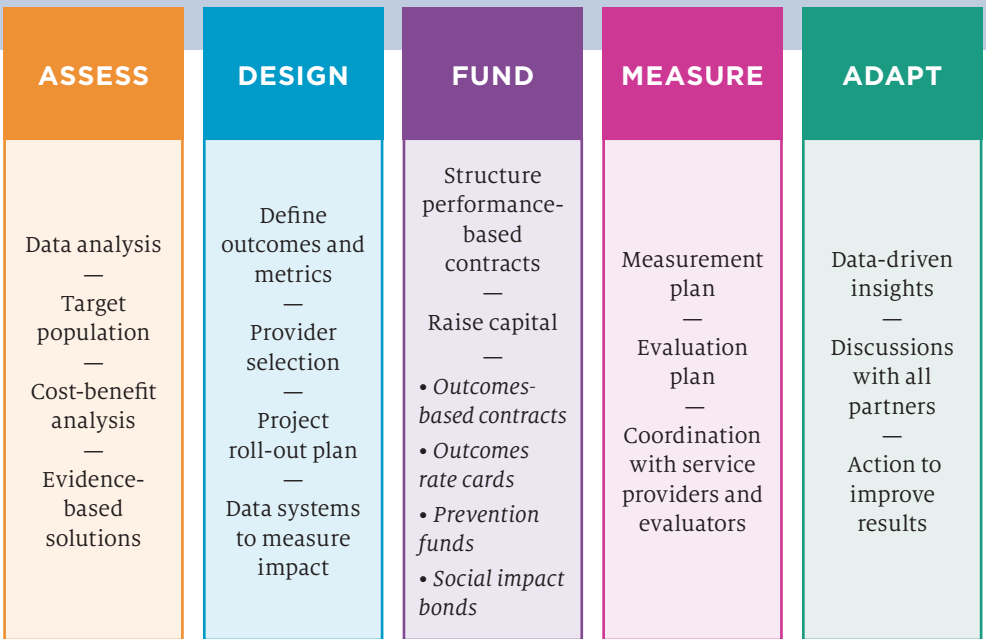 ASSESS
Data analysis
—
Target
population
—
Cost-benefit
analysis
—
Evidence-
based
solutions
DESIGN
Define
outcomes and
metrics
—
Provider
selection
—
Project
roll-out plan
—
Data systems
to measure
impact
FUND
Structure
performance-
based
contracts
—
Raise capital
—
• Outcomes-
based contracts
• Outcomes
rate cards
• Prevention
funds
• Social impact
bonds
MEASURE
Measurement
plan
—
Evaluation
plan
—
Coordination
with service
providers and
evaluators
ADAPT
Data-driven
insights
—
Discussions
with all
partners
—
Action to
improve
results